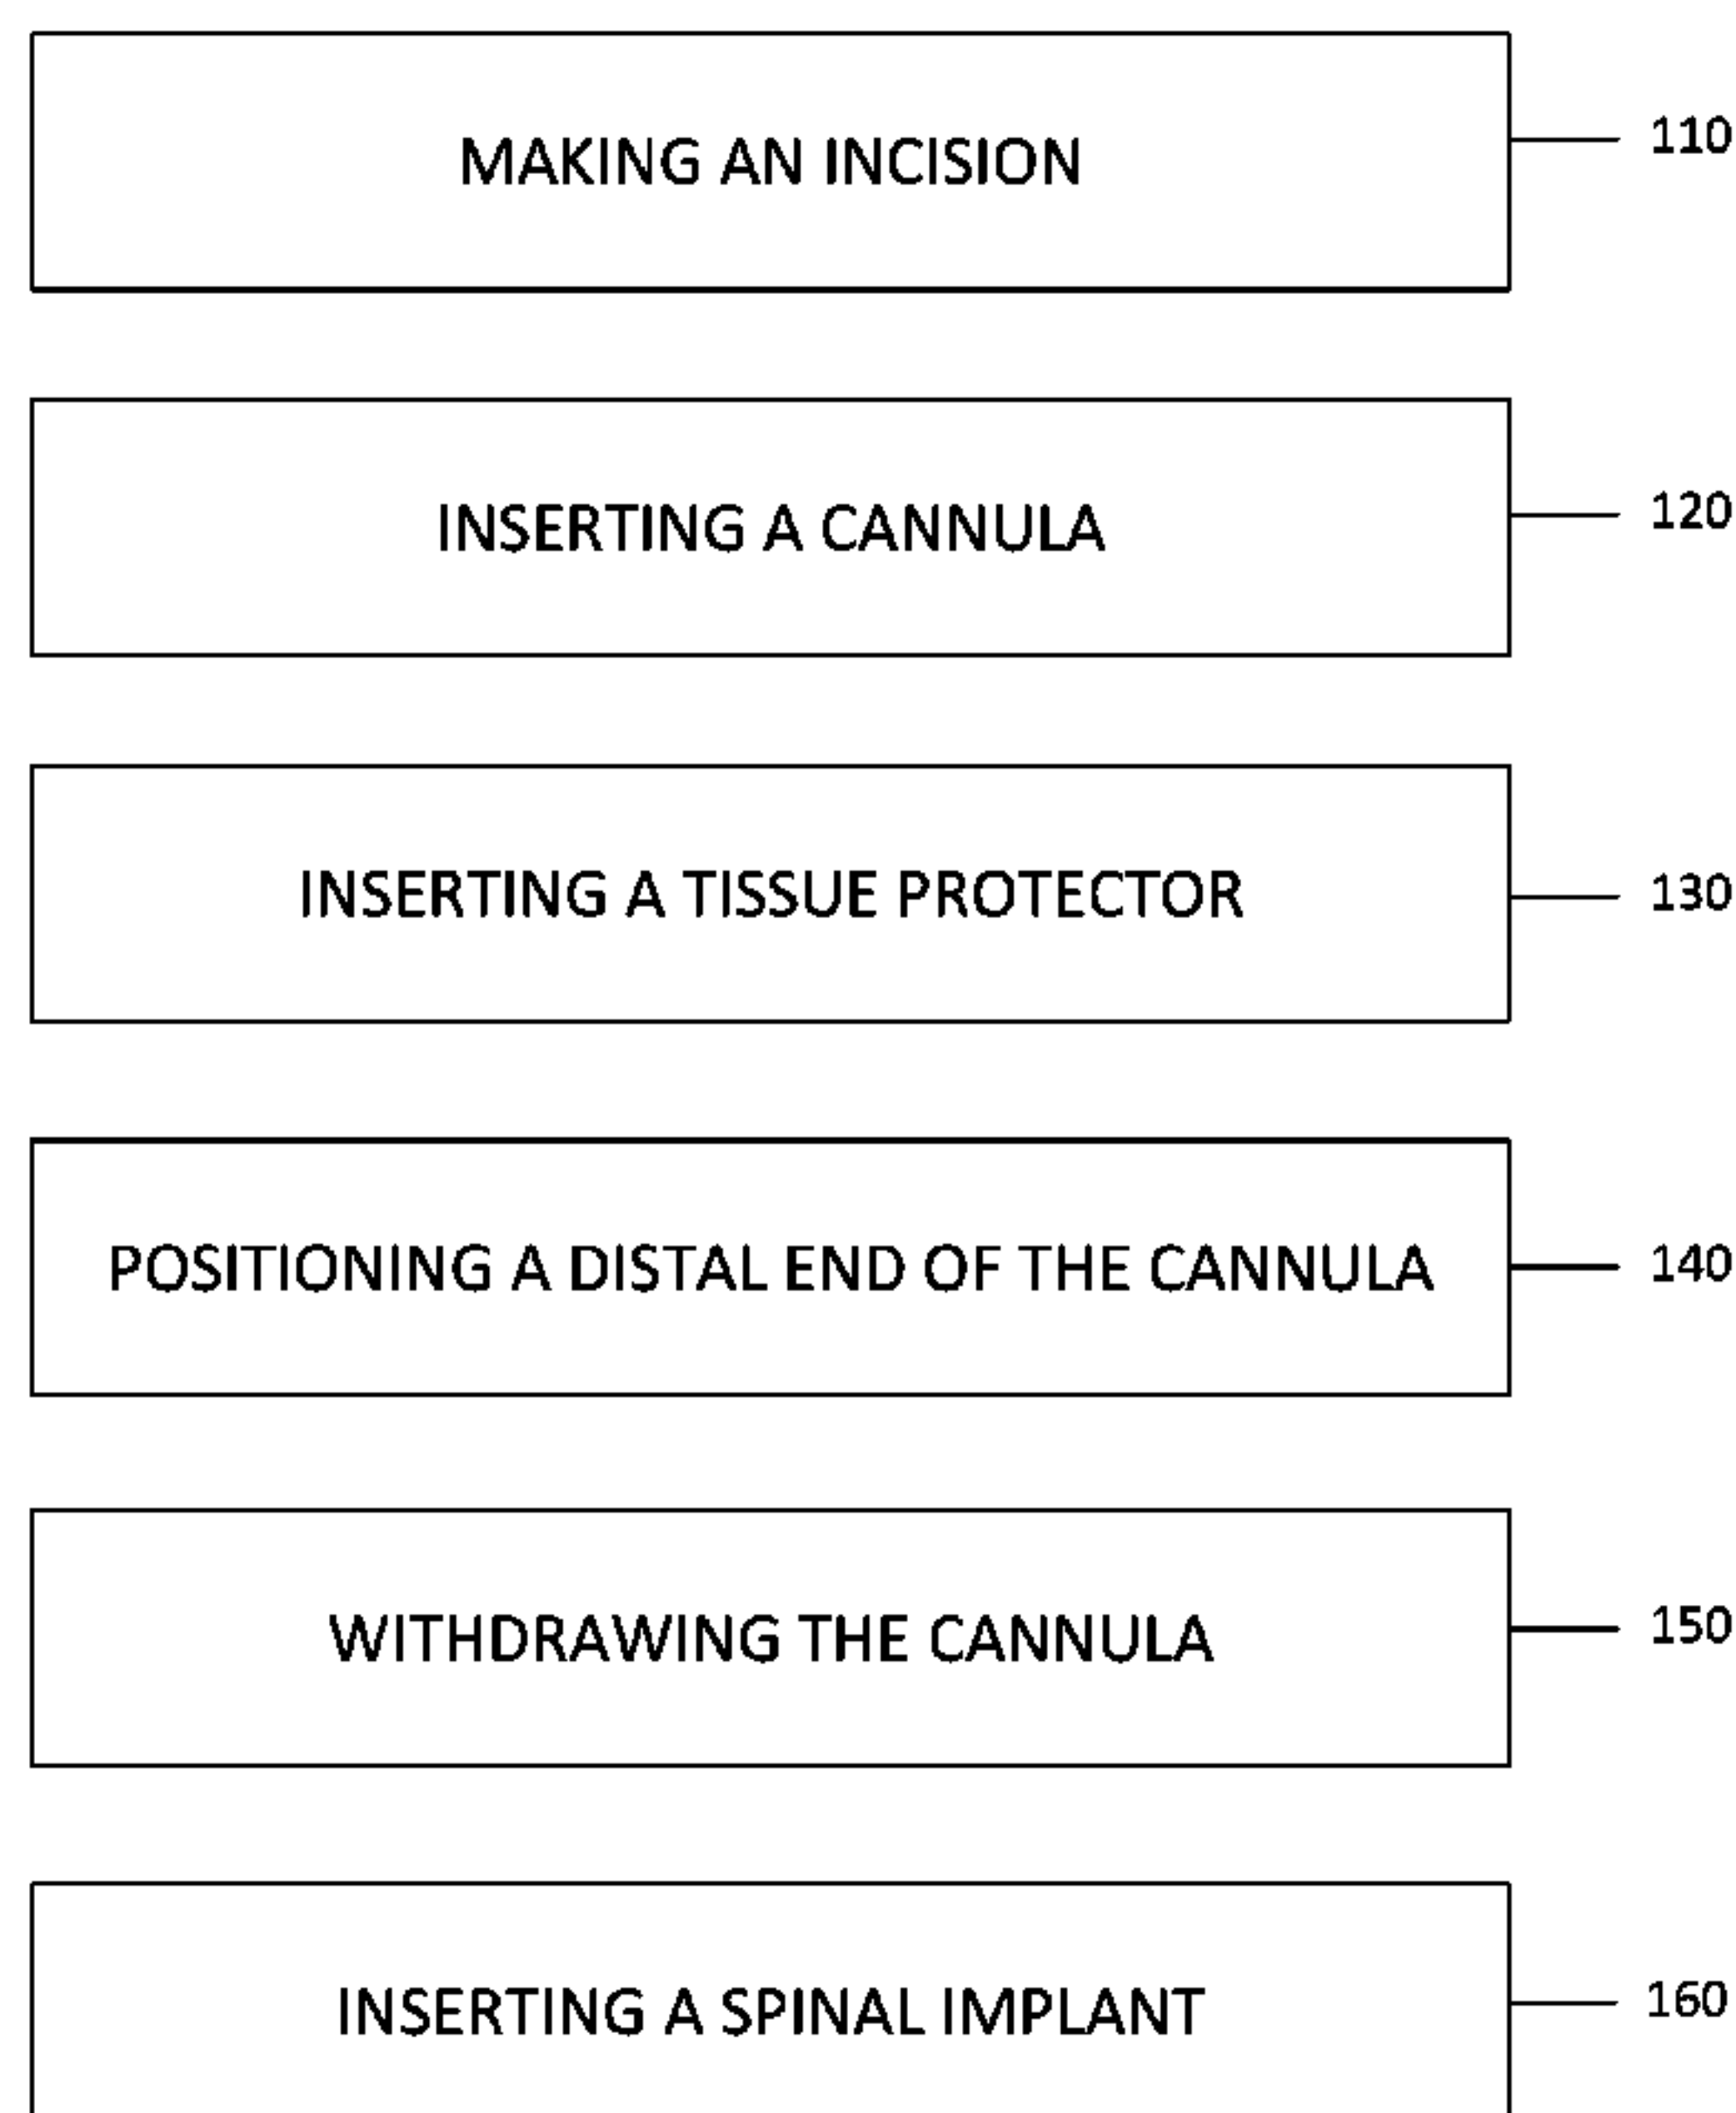 MAKING AN INCISION
110
INSERTING A CANNULA
120
INSERTING A TISSUE PROTECTOR
130
POSITIONING A DISTAL END OF THE CANNULA
140
WITHDRAWING THE CANNULA
150
INSERTING A SPINAL IMPLANT
160